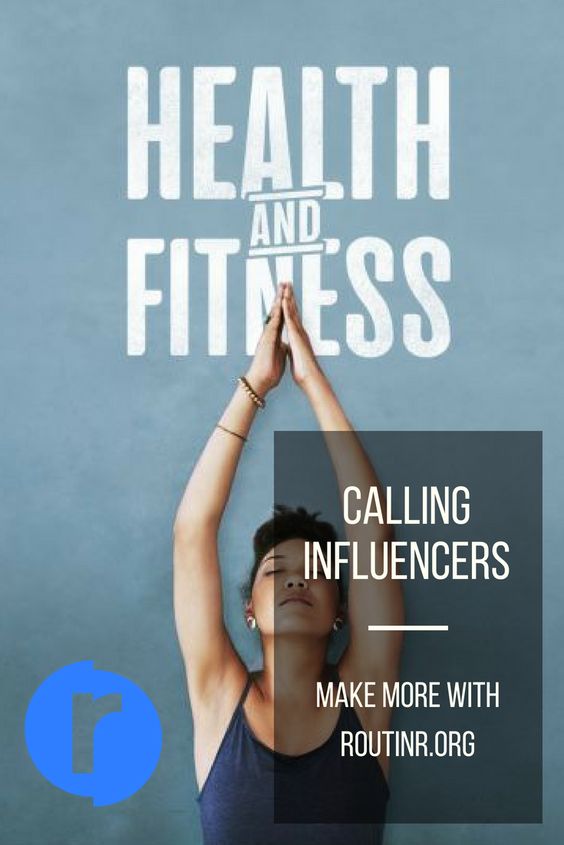 HEALTH
AND
FITNESS
CALLING
INFLUENCERS
MAKE MORE WITH
ROUTINR.ORG
r